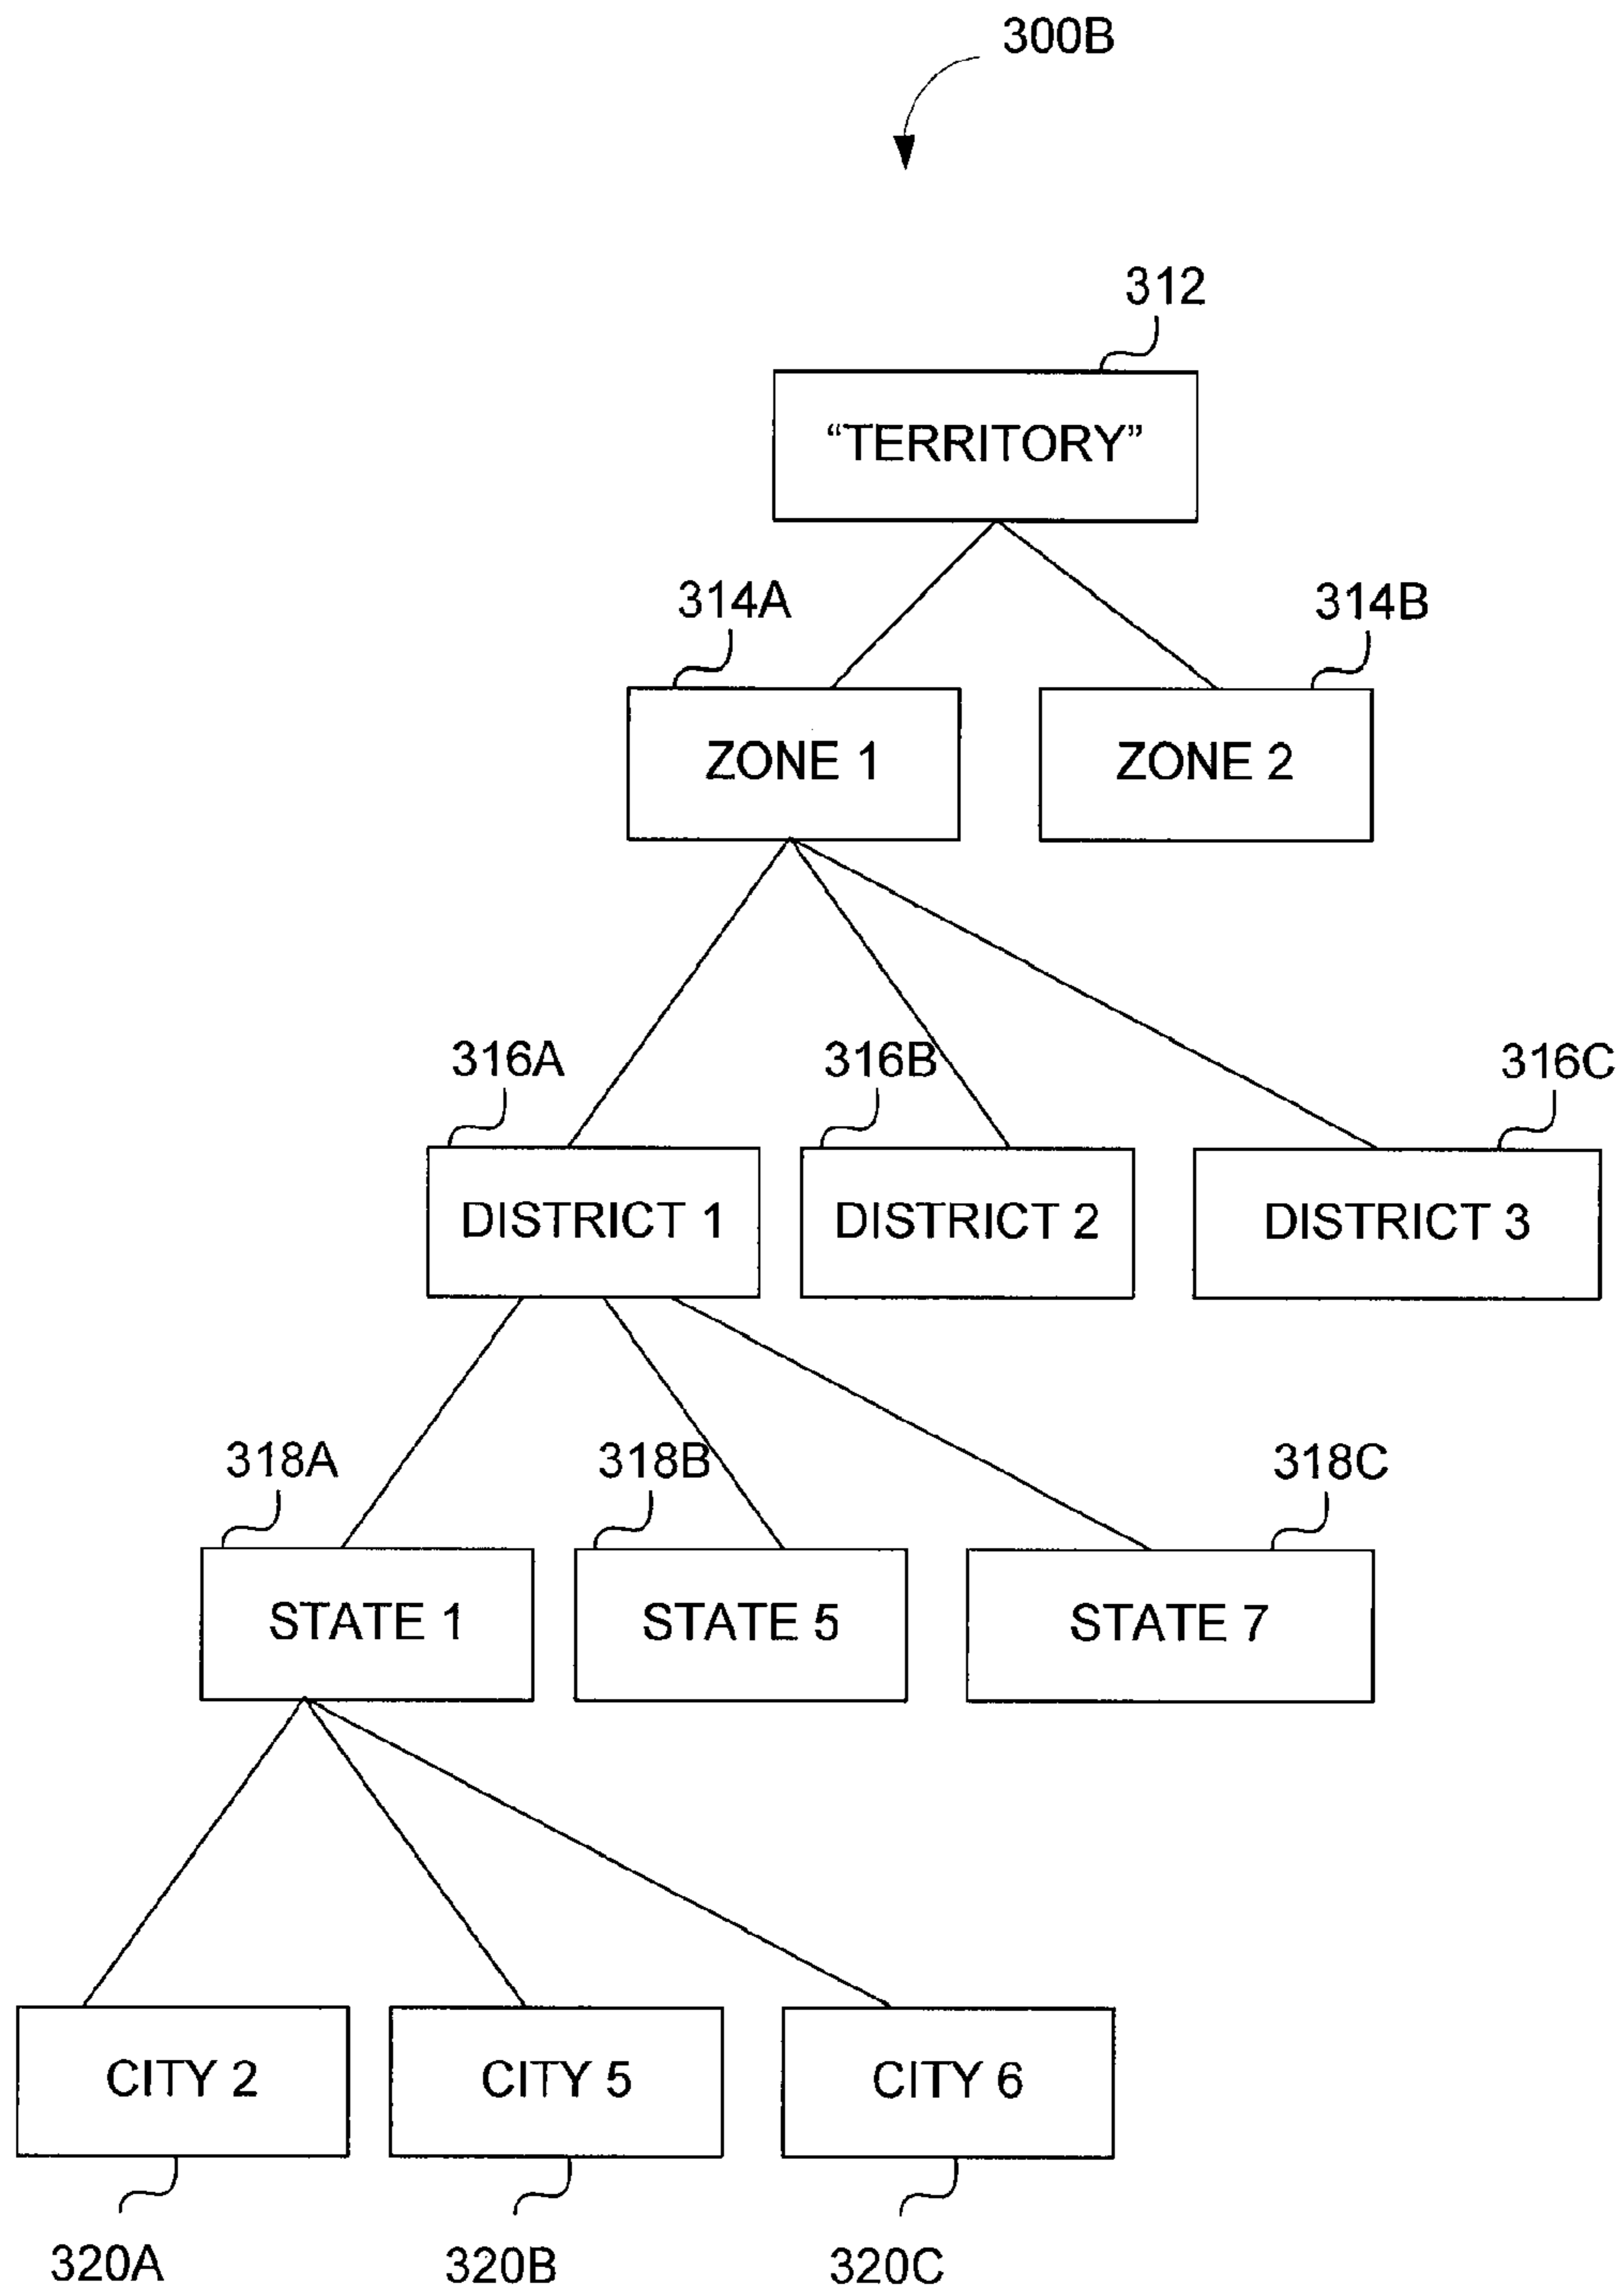 300B
312
“TERRITORY”
314A
314B
ZONE 1
ZONE 2
316A
316B
316C
DISTRICT 1
DISTRICT 2
DISTRICT 3
318A
318B
318C
STATE 1
STATE 5
STATE 7
CITY 2
CITY 5
CITY 6
320A
320B
320C